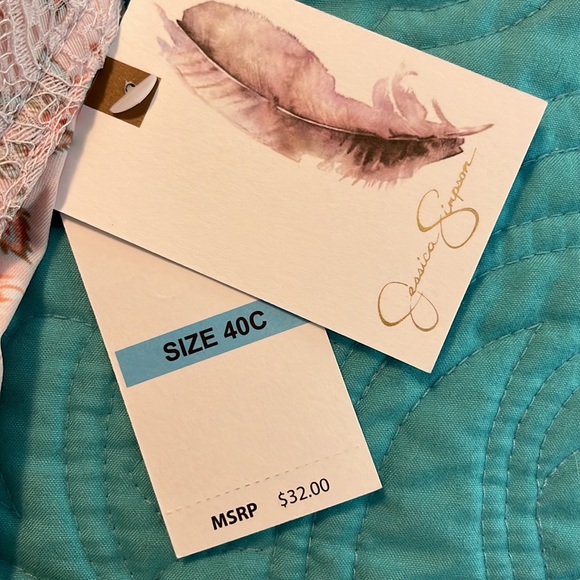 Jessica Simpson
SIZE 40C
MSRP $32.00